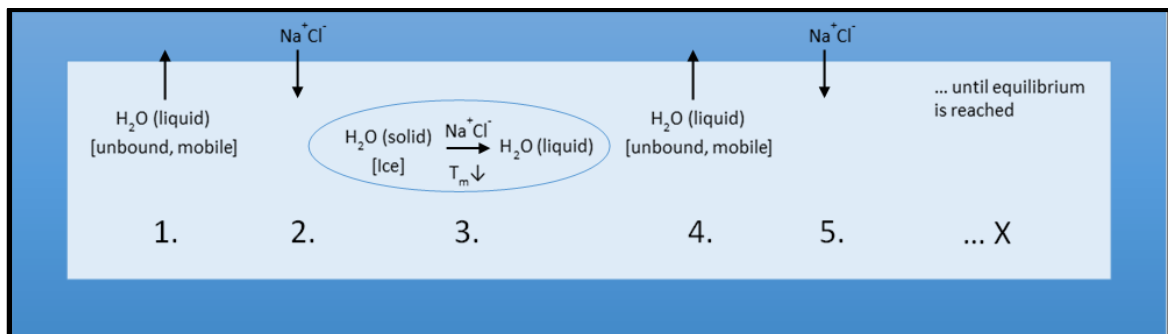 Na⁺Cl⁻
H₂O (liquid)
[unbound, mobile]
1.
2.
H₂O (solid)
[Ice]
Na⁺Cl⁻
Tₘ↓
H₂O (liquid)
3.
H₂O (liquid)
[unbound, mobile]
4.
Na⁺Cl⁻
5.
... until equilibrium
is reached
... X